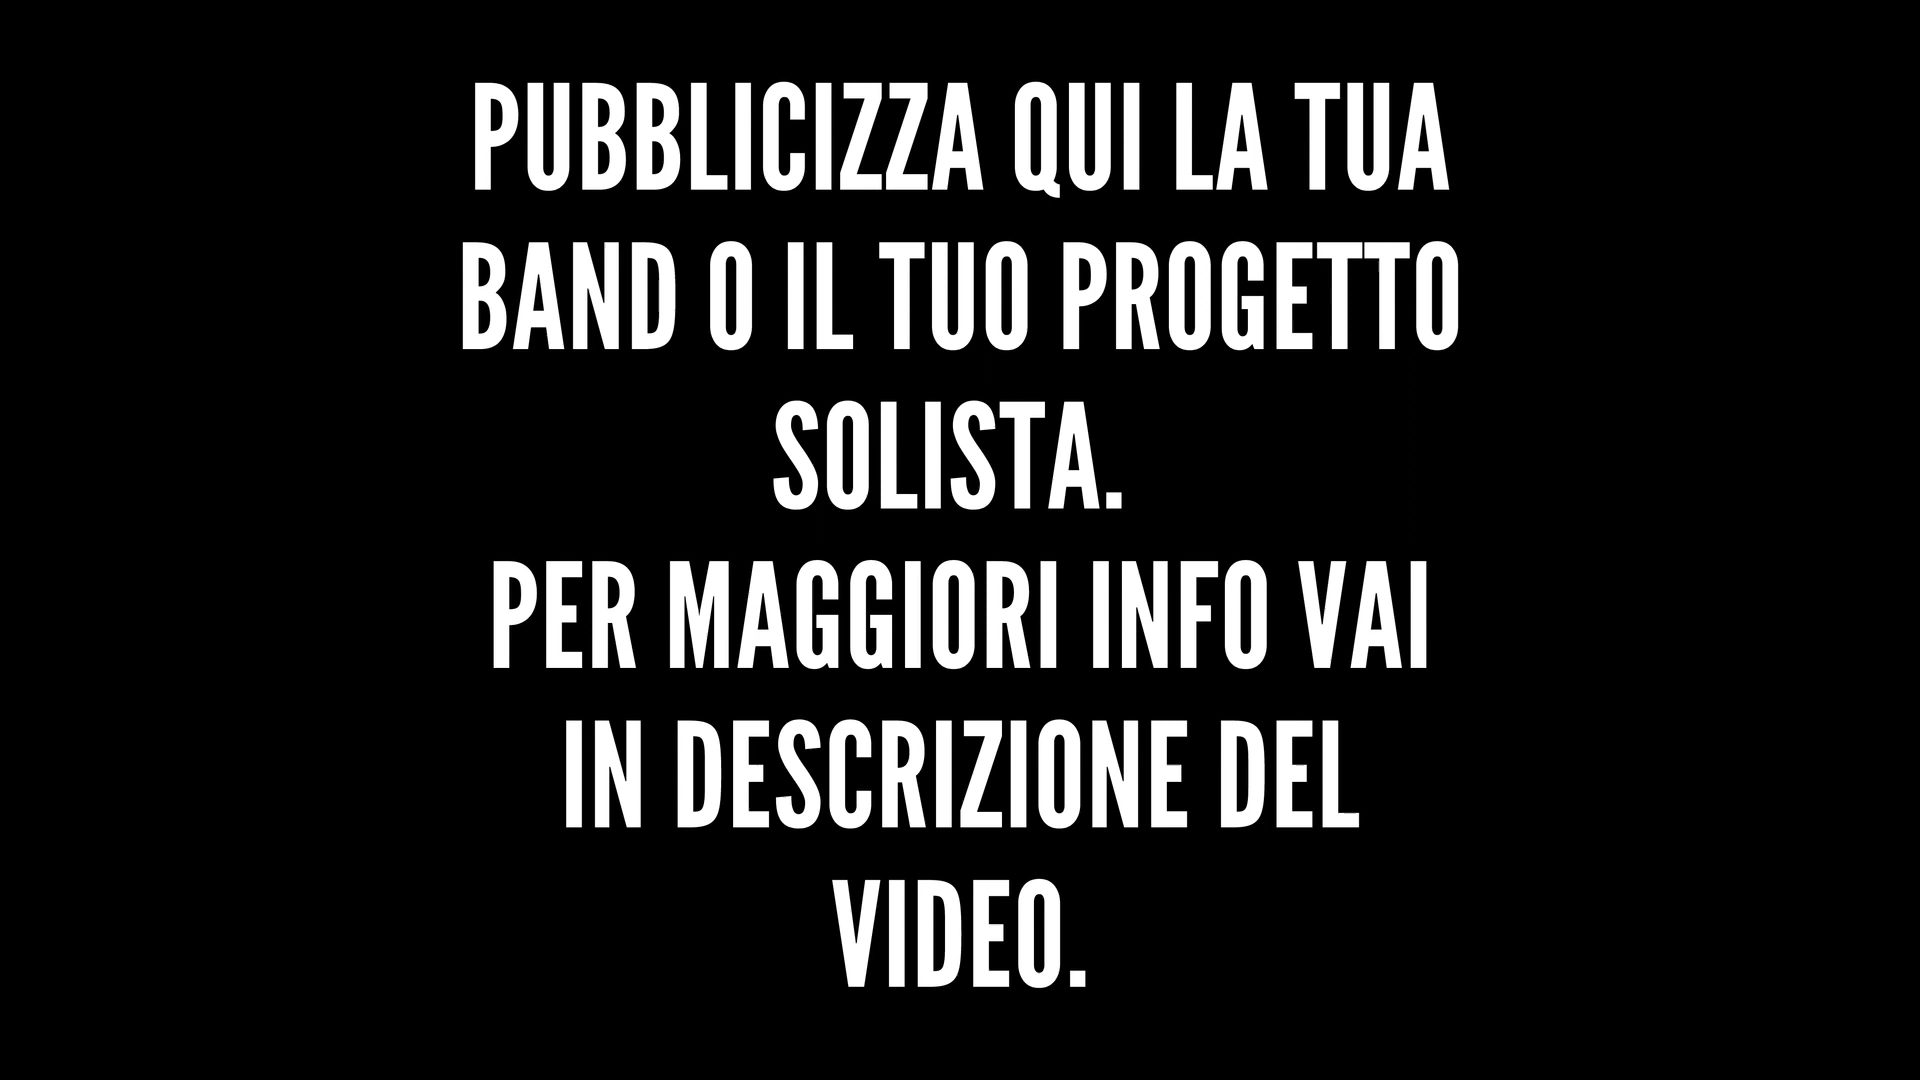 PUBBLICIZZA QUI LA TUA
BAND O IL TUO PROGETTO
SOLISTA.
PER MAGGIORI INFO VAI
IN DESCRIZIONE DEL
VIDEO.